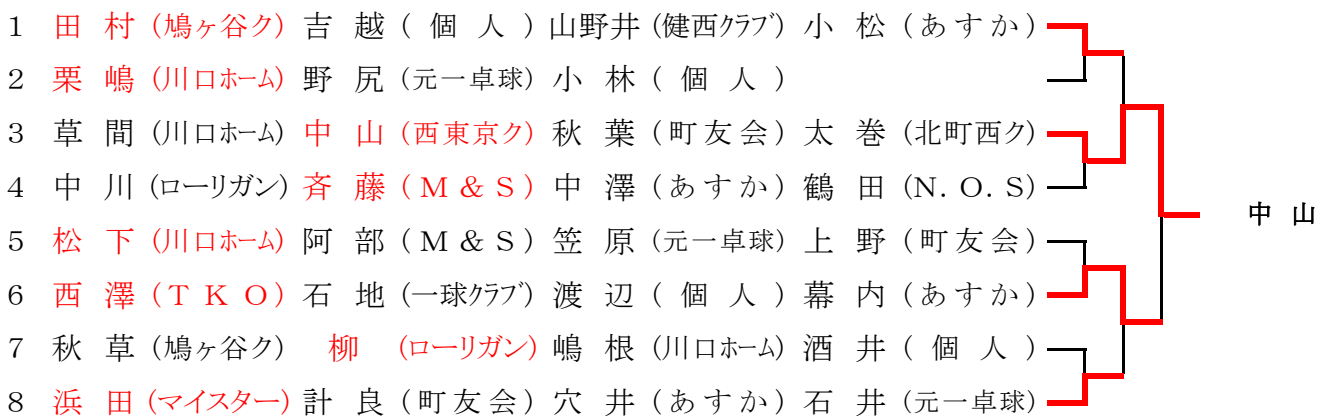 1 田 村 (鳩ヶ谷ク) 吉 越 ( 個 人 ) 山野井 (健西クラブ) 小 松 (あすか)
2 栗 嶋 (川口ホーム) 野 尻 (元一卓球) 小 林 ( 個 人 )
3 草 間 (川口ホーム) 中 山 (西東京ク) 秋 葉 (町友会) 太 巻 (北町西ク)
4 中 川 (ローリガン) 斉 藤 (M & S) 中 澤 (あすか) 鶴 田 (N. O. S)
中 山
5 松 下 (川口ホーム) 阿 部 (M & S) 笠 原 (元一卓球) 上 野 (町友会)
6 西 澤 (T K O) 石 地 (一球クラブ) 渡 辺 ( 個 人 ) 幕 内 (あすか)
7 秋 草 (鳩ヶ谷ク) 柳 (ローリガン) 嶋 根 (川口ホーム) 酒 井 ( 個 人 )
8 浜 田 (マイスター) 計 良 (町友会) 穴 井 (あすか) 石 井 (元一卓球)